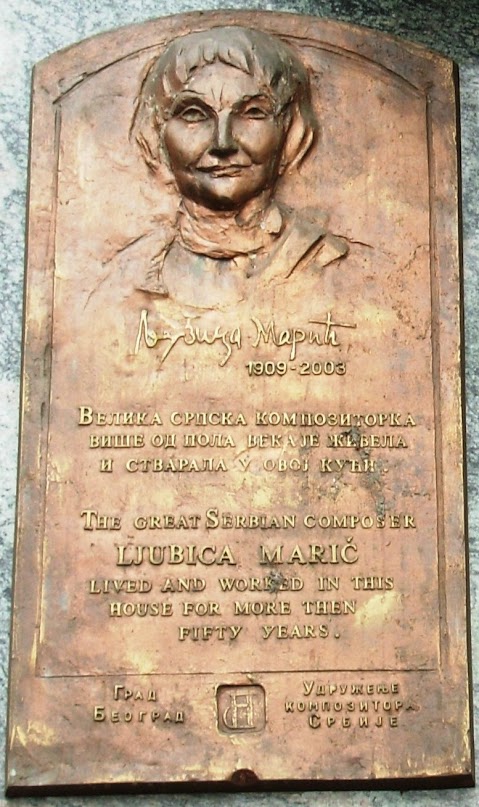 Љубица Марић
1909-2003
ВЕЛИКА СРПСКА КОМПОЗИТОРКА
ВИШЕ ОД ПОЛА ВЕКА ЈЕ ЖИВЕЛА
И СТВАРАЛА У ОВОЈ КУЋИ.
THE GREAT SERBIAN COMPOSER
LJUBICA MARIČ
LIVED AND WORKED IN THIS
HOUSE FOR MORE THEN
FIFTY YEARS.
ГРАД
БЕОГРАД
УДРУЖЕЊЕ
КОМПОЗИТОРА
СРБИЈЕ